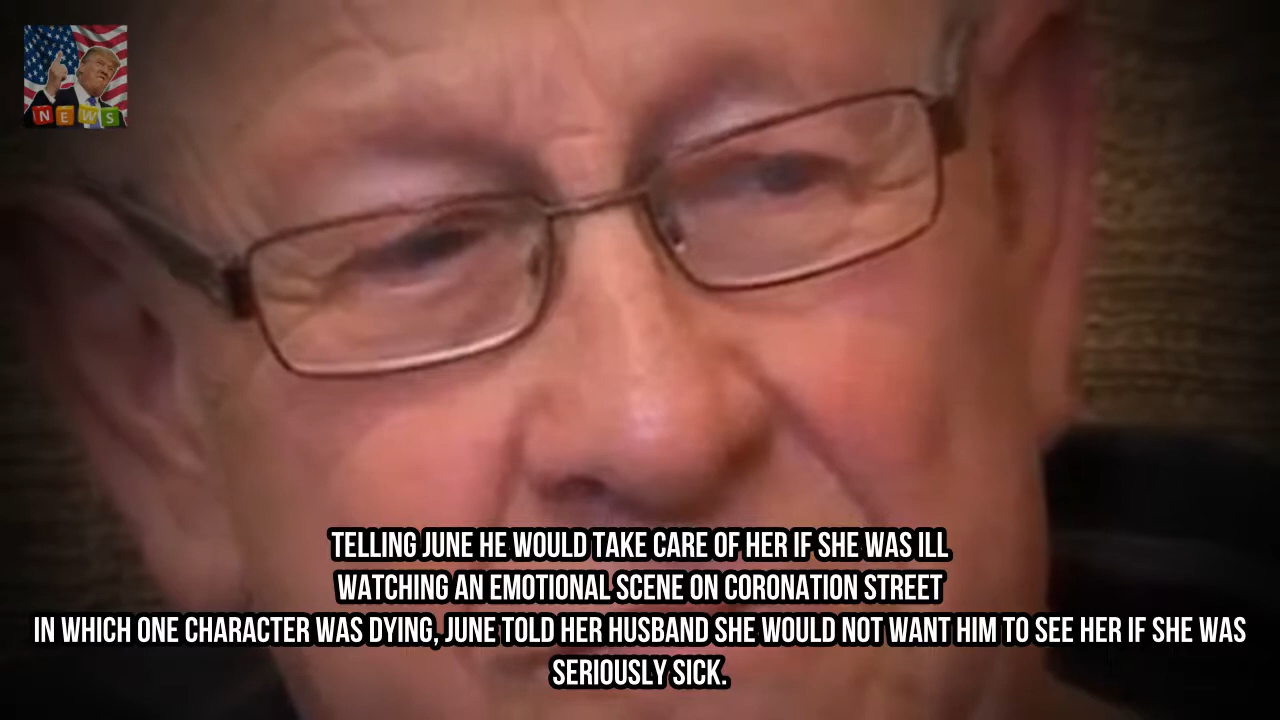 NEWS
TELLING JUNE HE WOULD TAKE CARE OF HER IF SHE WAS ILL
WATCHING AN EMOTIONAL SCENE ON CORONATION STREET
IN WHICH ONE CHARACTER WAS DYING, JUNE TOLD HER HUSBAND SHE WOULD NOT WANT HIM TO SEE HER IF SHE WAS
SERIOUSLY SICK.